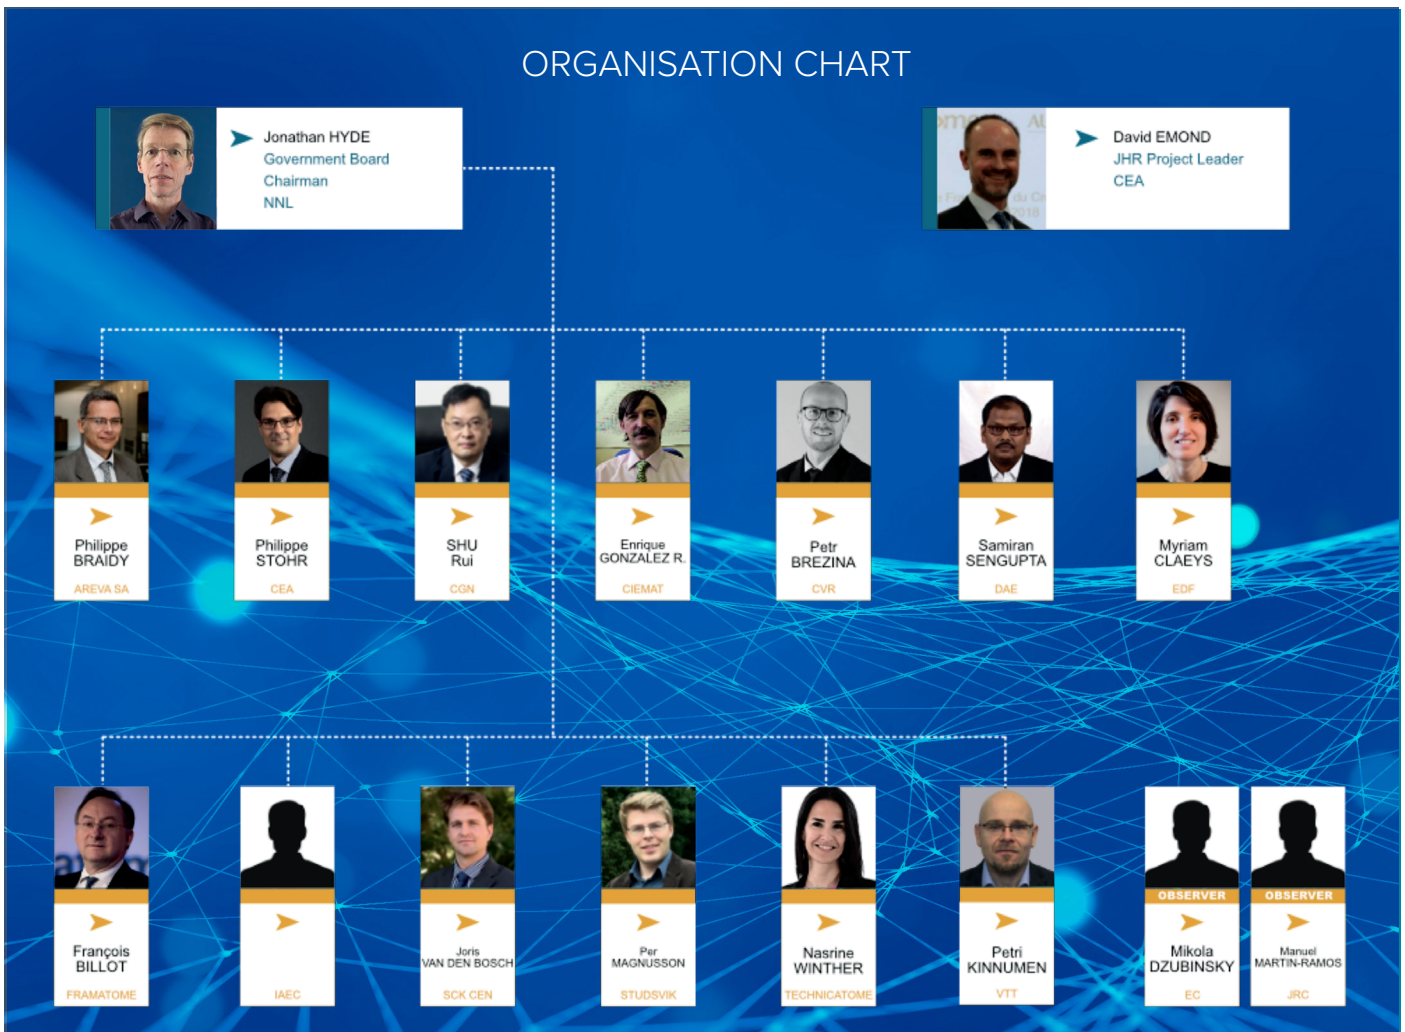 ORGANISATION CHART
Jonathan HYDE
Government Board
Chairman
NNL
David EMOND
JHR Project Leader
CEA
Philippe
BRAIDY
AREVA SA
Philippe
STOHR
CEA
SHU
Rui
CGN
Enrique
GONZALEZ R.
CIEMAT
Petr
BREZINA
CVR
Samiran
SENGUPTA
DAE
Myriam
CLAEYS
EDF
François
BILLOT
FRAMATOME
IAEC
Joris
VAN DEN BOSCH
SCK CEN
Per
MAGNUSSON
STUDSVIK
Nasrine
WINTHER
TECHNICATOME
Petri
KINNUMEN
VTT
OBSERVER
Mikola
DZUBINSKY
EC
OBSERVER
Manuel
MARTIN-RAMOS
JRC